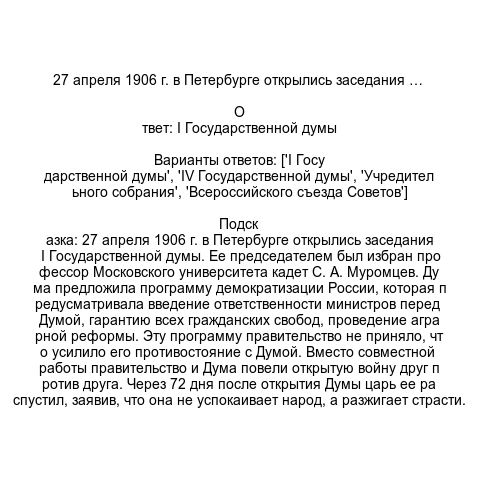 27 апреля 1906 г. в Петербурге открылись заседания …
О
твет: I Государственной думы
Варианты ответов: ['I Госу
дарственной думы', 'IV Государственной думы', 'Учредител
ьного собрания', 'Всероссийского съезда Советов']
Подск
азка: 27 апреля 1906 г. в Петербурге открылись заседания
I Государственной думы. Ее председателем был избран про
фессор Московского университета кадет С. А. Муромцев. Ду
ма предложила программу демократизации России, которая п
редусматривала введение ответственности министров перед
Думой, гарантию всех гражданских свобод, проведение агра
рной реформы. Эту программу правительство не приняло, чт
о усилило его противостояние с Думой. Вместо совместной
работы правительство и Дума повели открытую войну друг п
ротив друга. Через 72 дня после открытия Думы царь ее ра
спустил, заявив, что она не успокаивает народ, а разжигает страсти.